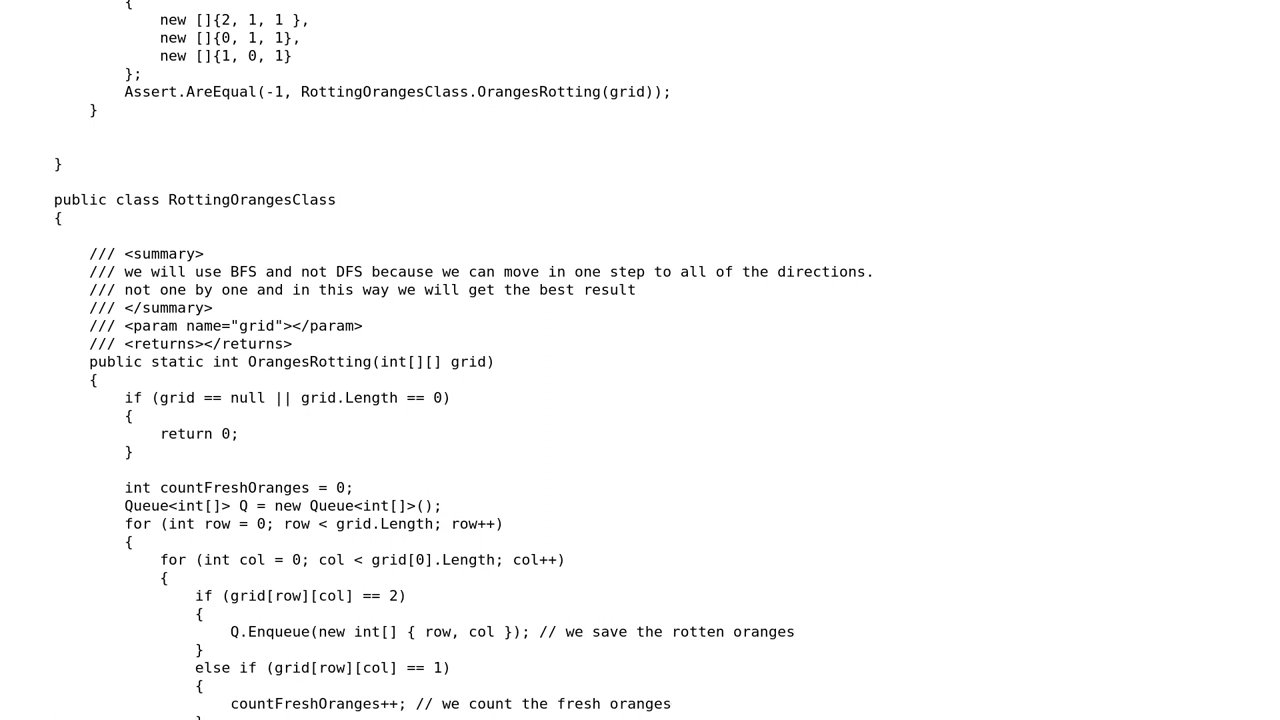 {
new []{2, 1, 1 },
new []{0, 1, 1},
new []{1, 0, 1}
};
Assert.AreEqual(-1, RottingOrangesClass.OrangesRotting(grid));
}
}
public class RottingOrangesClass
{
/// <summary>
/// we will use BFS and not DFS because we can move in one step to all of the directions.
/// not one by one and in this way we will get the best result
/// </summary>
/// <param name="grid"></param>
/// <returns></returns>
public static int OrangesRotting(int[][] grid)
{
if (grid == null || grid.Length == 0)
{
return 0;
}
int countFreshOranges = 0;
Queue<int[]> Q = new Queue<int[]>();
for (int row = 0; row < grid.Length; row++)
{
for (int col = 0; col < grid[0].Length; col++)
{
if (grid[row][col] == 2)
{
Q.Enqueue(new int[] { row, col }); // we save the rotten oranges
}
else if (grid[row][col] == 1)
{
countFreshOranges++; // we count the fresh oranges
}